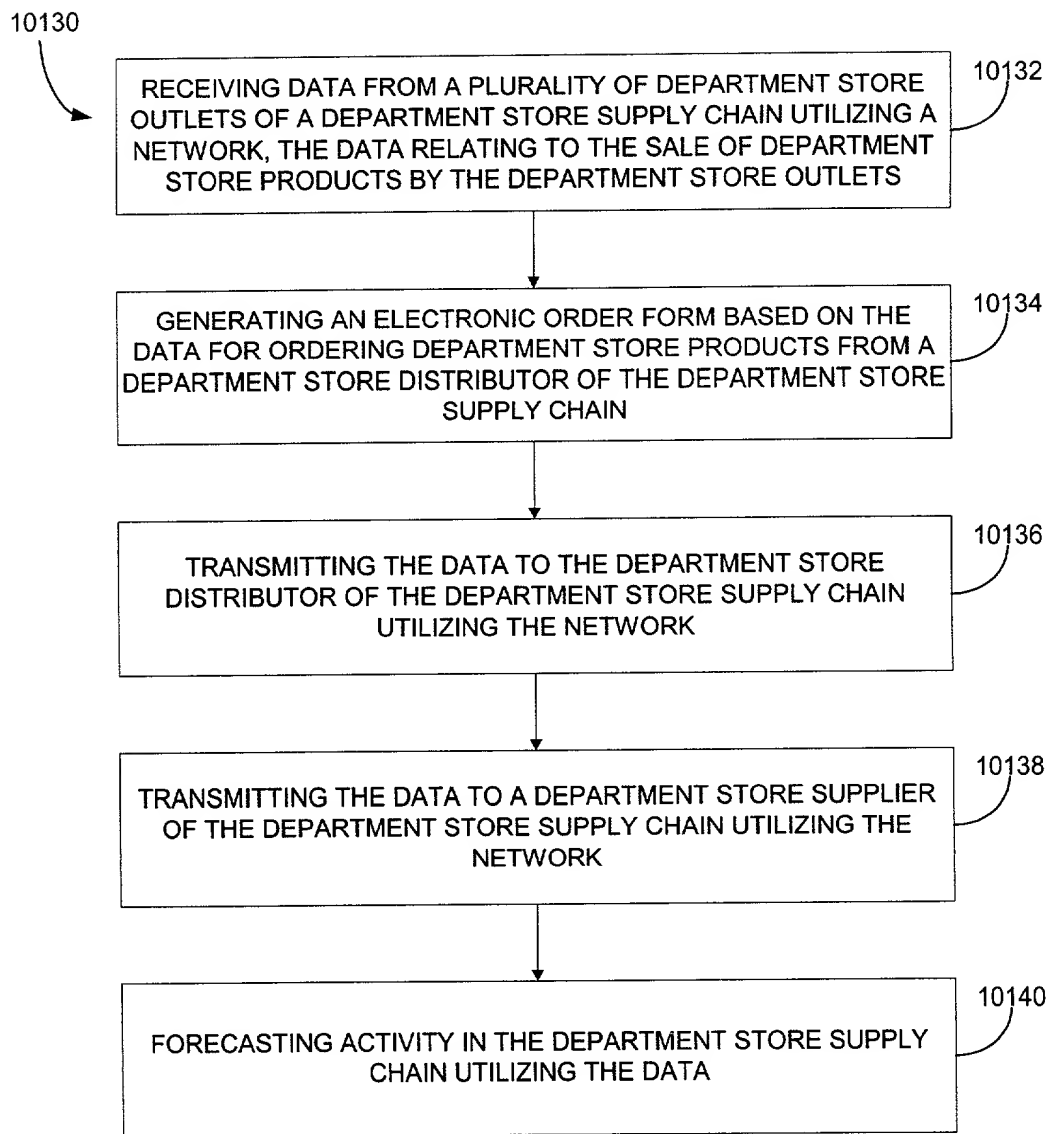 10130
10132
RECEIVING DATA FROM A PLURALITY OF DEPARTMENT STORE
OUTLETS OF A DEPARTMENT STORE SUPPLY CHAIN UTILIZING A
NETWORK, THE DATA RELATING TO THE SALE OF DEPARTMENT
STORE PRODUCTS BY THE DEPARTMENT STORE OUTLETS
10134
GENERATING AN ELECTRONIC ORDER FORM BASED ON THE
DATA FOR ORDERING DEPARTMENT STORE PRODUCTS FROM A
DEPARTMENT STORE DISTRIBUTOR OF THE DEPARTMENT STORE
SUPPLY CHAIN
10136
TRANSMITTING THE DATA TO THE DEPARTMENT STORE
DISTRIBUTOR OF THE DEPARTMENT STORE SUPPLY CHAIN
UTILIZING THE NETWORK
10138
TRANSMITTING THE DATA TO A DEPARTMENT STORE SUPPLIER
OF THE DEPARTMENT STORE SUPPLY CHAIN UTILIZING THE
NETWORK
10140
FORECASTING ACTIVITY IN THE DEPARTMENT STORE SUPPLY
CHAIN UTILIZING THE DATA